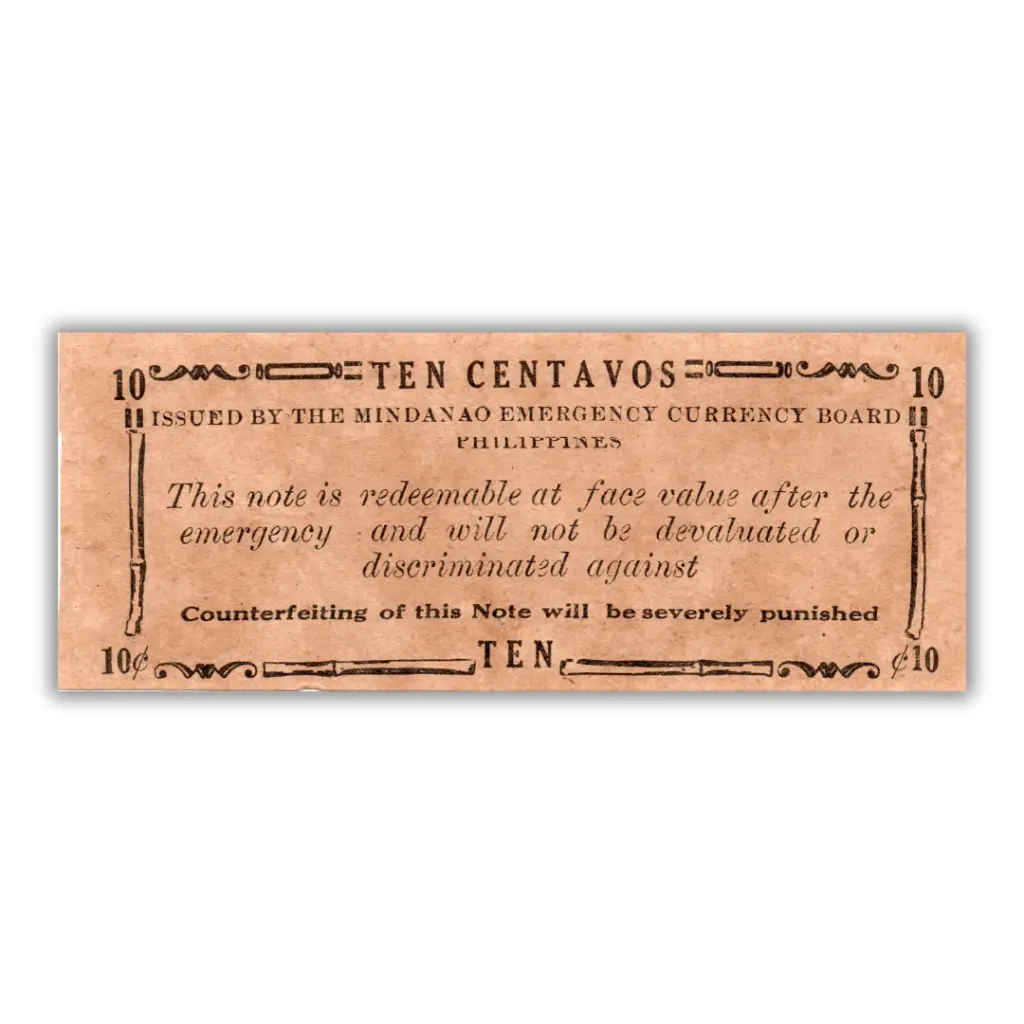 10 TEN CENTAVOS 10
ISSUED BY THE MINDANAO EMERGENCY CURRENCY BOARD
PHILIPPINES
This note is redeemable at face value after the
emergency and will not be devaluated or
discriminated against
Counterfeiting of this Note will be severely punished
10¢ TEN ¢10